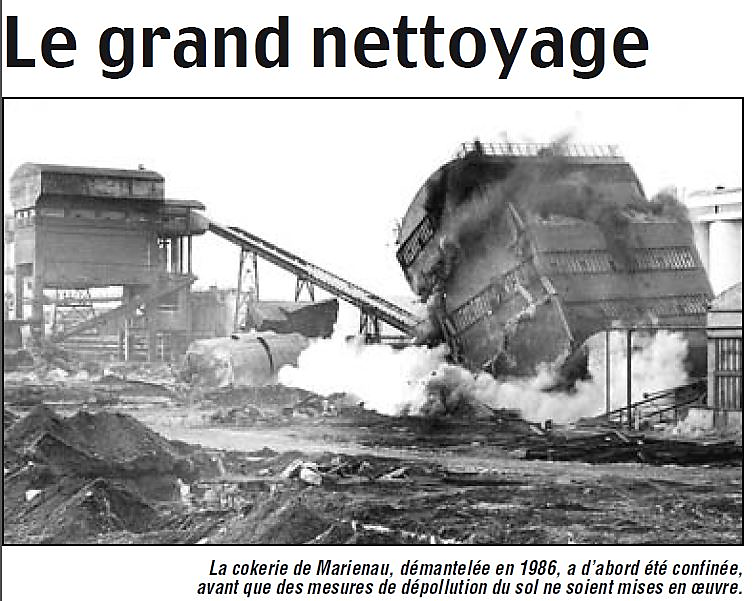 Le grand nettoyage
La cokerie de Marienau, démantelée en 1986, a d'abord été confinée,
avant que des mesures de dépollution du sol ne soient mises en œuvre.